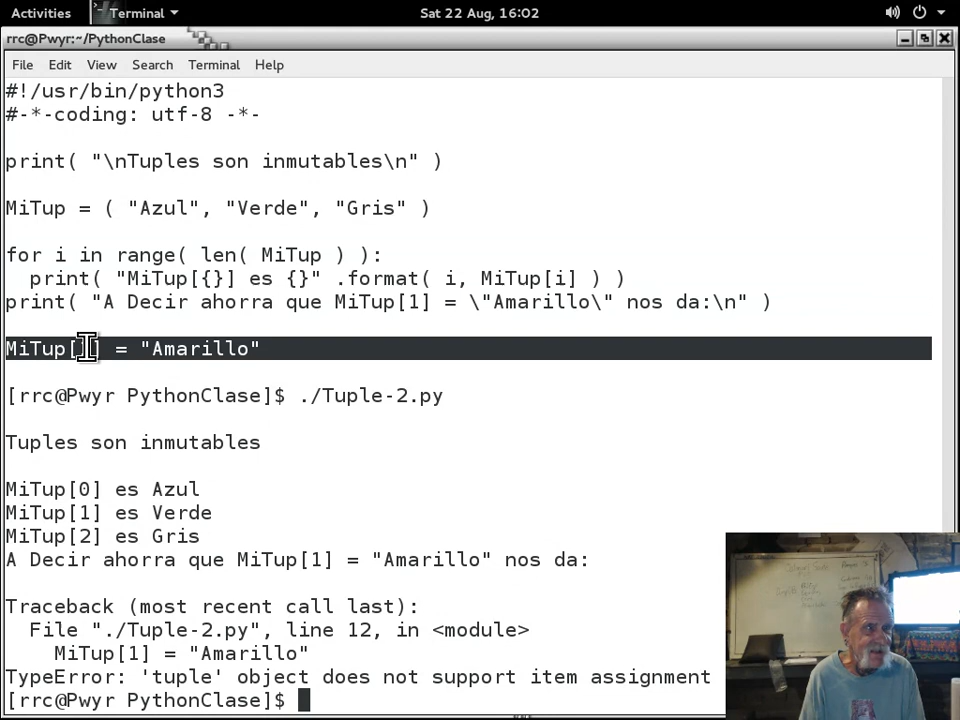 Activities Terminal Sat 22 Aug, 16:02
rrc@Pwyr:~/PythonClase
File Edit View Search Terminal Help
#!/usr/bin/python3
#-*-coding: utf-8 -*-
print( "\nTuples son inmutables\n" )
MiTup = ( "Azul", "Verde", "Gris" )
for i in range( len( MiTup ) ):
  print( "MiTup[{}] es {}" .format( i, MiTup[i] ) )
print( "A Decir ahorra que MiTup[1] = \"Amarillo\" nos da:\n" )
MiTup[1] = "Amarillo"
[rrc@Pwyr PythonClase]$ ./Tuple-2.py
Tuples son inmutables
MiTup[0] es Azul
MiTup[1] es Verde
MiTup[2] es Gris
A Decir ahorra que MiTup[1] = "Amarillo" nos da:
Traceback (most recent call last):
  File "./Tuple-2.py", line 12, in <module>
    MiTup[1] = "Amarillo"
TypeError: 'tuple' object does not support item assignment
[rrc@Pwyr PythonClase]$